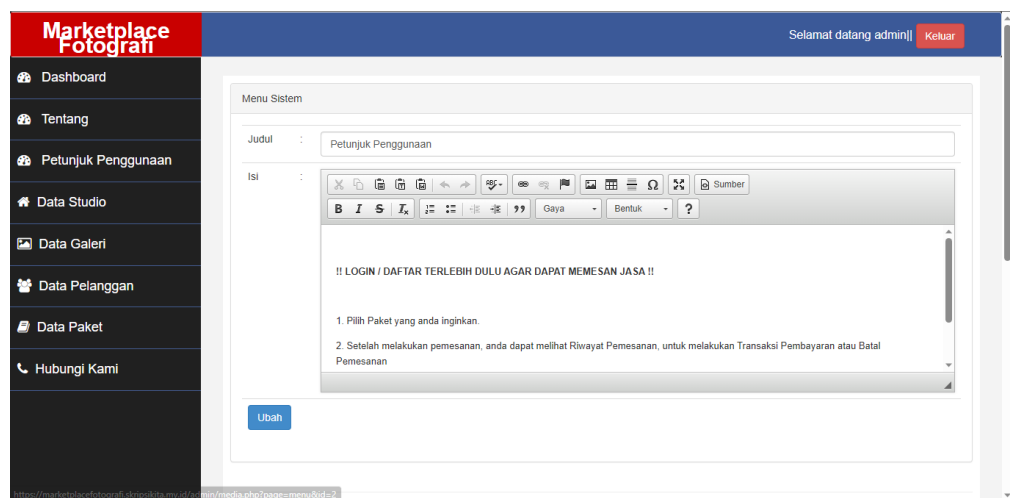 Marketplace
Fotografi
Selamat datang admin|| Keluar
Dashboard
Tentang
Petunjuk Penggunaan
Data Studio
Data Galeri
Data Pelanggan
Data Paket
Hubungi Kami
Menu Sistem
Judul : Petunjuk Penggunaan
Isi :
ABC
Ω Sumber
B I S Ix Gaya Bentuk ?
!! LOGIN / DAFTAR TERLEBIH DULU AGAR DAPAT MEMESAN JASA !!
1. Pilih Paket yang anda inginkan.
2. Setelah melakukan pemesanan, anda dapat melihat Riwayat Pemesanan, untuk melakukan Transaksi Pembayaran atau Batal
Pemesanan
Ubah
https://marketplacefotografi.skripsikita.my.id/admin/media.php?page=menu&id=2